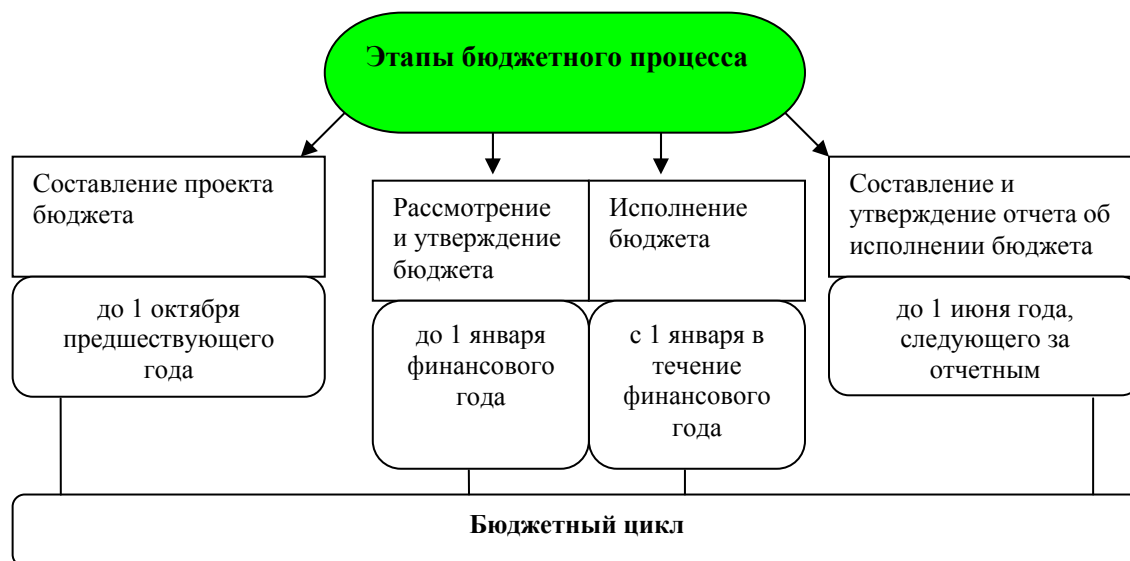 Этапы бюджетного процесса
Составление проекта
бюджета
до 1 октября
предшествующего
года
Рассмотрение
и утверждение
бюджета
до 1 января
финансового
года
Исполнение
бюджета
с 1 января в
течение
финансового
года
Составление и
утверждение отчета об
исполнении бюджета
до 1 июня года,
следующего за
отчетным
Бюджетный цикл